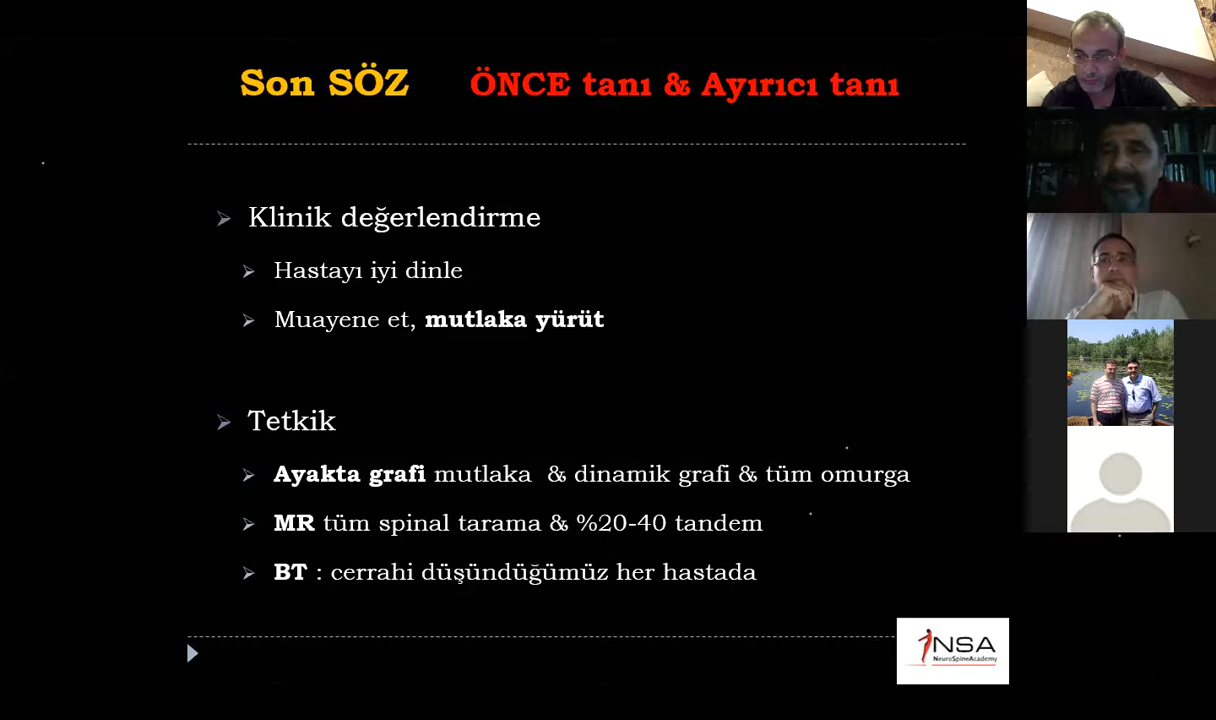 Son SÖZ ÖNCE tanı & Ayırıcı tanı
Klinik değerlendirme
Hastayı iyi dinle
Muayene et, mutlaka yürüt
Tetkik
Ayakta grafi mutlaka & dinamik grafi & tüm omurga
MR tüm spinal tarama & %20-40 tandem
BT : cerrahi düşündüğümüz her hastada
NSA
NeuroSpineAcademy